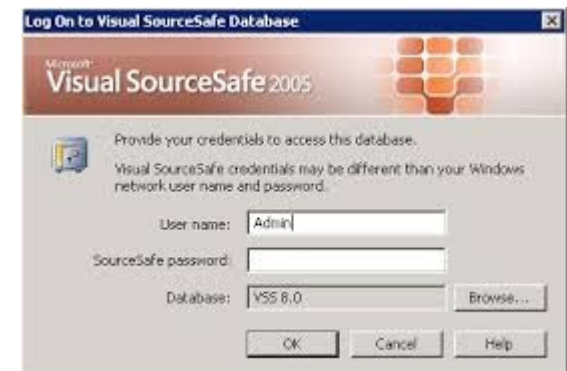 Log On to Visual SourceSafe Database
Microsoft
Visual SourceSafe 2005
Provide your credentials to access this database.
Visual SourceSafe credentials may be different than your Windows
network user name and password.
User name: Admin
SourceSafe password:
Database: VSS 8.0 Browse...
OK Cancel Help